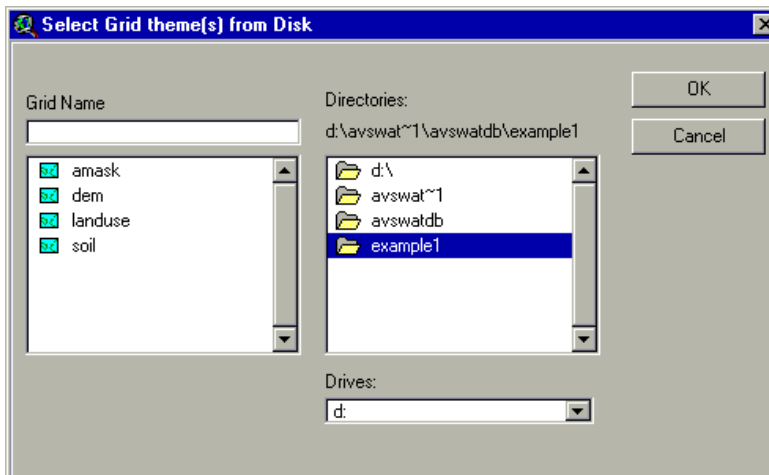 Select Grid theme(s) from Disk
Grid Name
amask
dem
landuse
soil
Directories:
d:\avswat~1\avswatdb\example1
d:\
avswat~1
avswatdb
example1
Drives:
d:
OK
Cancel